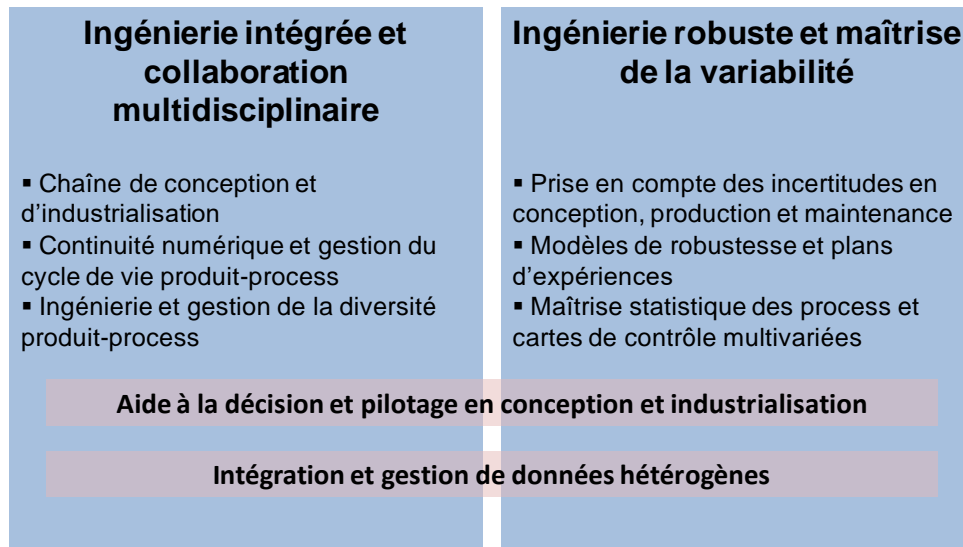 Ingénierie intégrée et
collaboration
multidisciplinaire
▪ Chaîne de conception et
d'industrialisation
▪ Continuité numérique et gestion du
cycle de vie produit-process
▪ Ingénierie et gestion de la diversité
produit-process
Ingénierie robuste et maîtrise
de la variabilité
▪ Prise en compte des incertitudes en
conception, production et maintenance
▪ Modèles de robustesse et plans
d'expériences
▪ Maîtrise statistique des process et
cartes de contrôle multivariées
Aide à la décision et pilotage en conception et industrialisation
Intégration et gestion de données hétérogènes